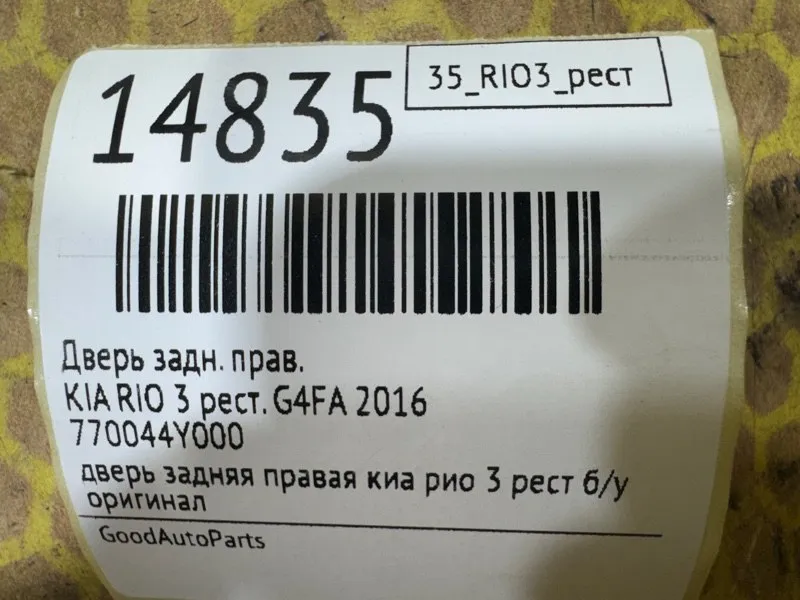 14835
35_RIO3_рест
Дверь задн. прав.
KIA RIO 3 рест. G4FA 2016
770044Y000
дверь задняя правая киа рио 3 рест б/у
оригинал
GoodAutoParts